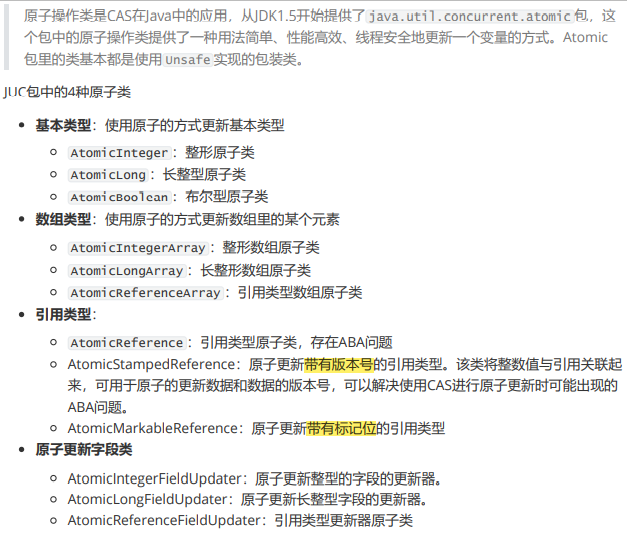 原子操作类是CAS在Java中的应用，从JDK1.5开始提供了java.util.concurrent.atomic包，这
个包中的原子操作类提供了一种用法简单、性能高效、线程安全地更新一个变量的方式。Atomic
包里的类基本都是使用Unsafe实现的包装类。
JUC包中的4种原子类
基本类型：使用原子的方式更新基本类型
AtomicInteger：整形原子类
AtomicLong：长整型原子类
AtomicBoolean：布尔型原子类
数组类型：使用原子的方式更新数组里的某个元素
AtomicIntegerArray：整形数组原子类
AtomicLongArray：长整形数组原子类
AtomicReferenceArray：引用类型数组原子类
引用类型：
AtomicReference：引用类型原子类，存在ABA问题
AtomicStampedReference：原子更新带有版本号的引用类型。该类将整数值与引用关联起
来，可用于原子的更新数据和数据的版本号，可以解决使用CAS进行原子更新时可能出现的
ABA问题。
AtomicMarkableReference：原子更新带有标记位的引用类型
原子更新字段类
AtomicIntegerFieldUpdater：原子更新整型的字段的更新器。
AtomicLongFieldUpdater：原子更新长整型字段的更新器。
AtomicReferenceFieldUpdater：引用类型更新器原子类